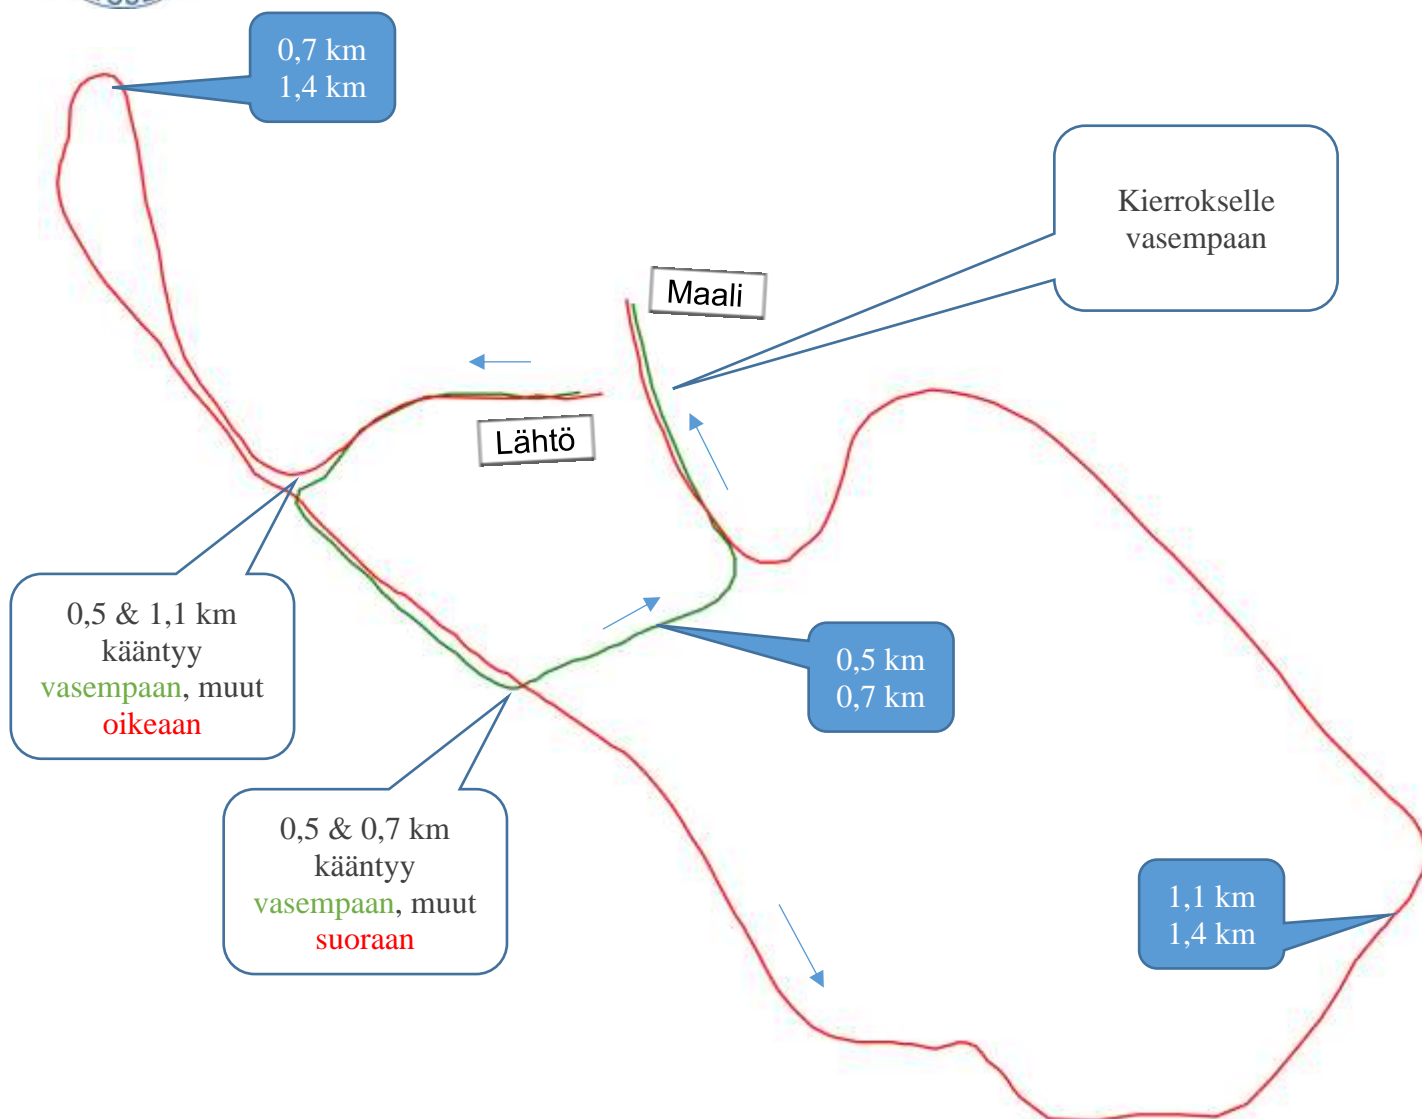 0,7 km
1,4 km
Kierrokselle
vasempaan
Maali
Lähtö
0,5 & 1,1 km
kääntyy
vasempaan, muut
oikeaan
0,5 km
0,7 km
0,5 & 0,7 km
kääntyy
vasempaan, muut
suoraan
1,1 km
1,4 km